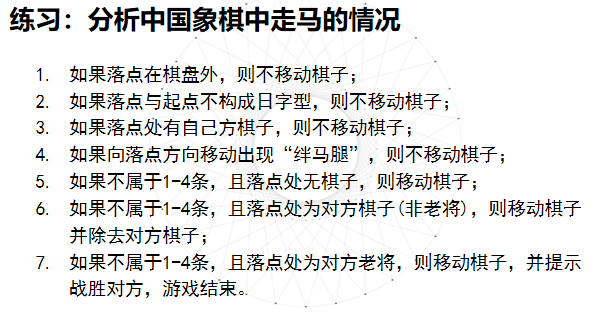 练习：分析中国象棋中走马的情况
1. 如果落点在棋盘外，则不移动棋子；
2. 如果落点与起点不构成日字型，则不移动棋子；
3. 如果落点处有自己方棋子，则不移动棋子；
4. 如果向落点方向移动出现“绊马腿”，则不移动棋子；
5. 如果不属于1-4条，且落点处无棋子，则移动棋子；
6. 如果不属于1-4条，且落点处为对方棋子(非老将)，则移动棋子
并除去对方棋子；
7. 如果不属于1-4条，且落点处为对方老将，则移动棋子，并提示
战胜对方，游戏结束。